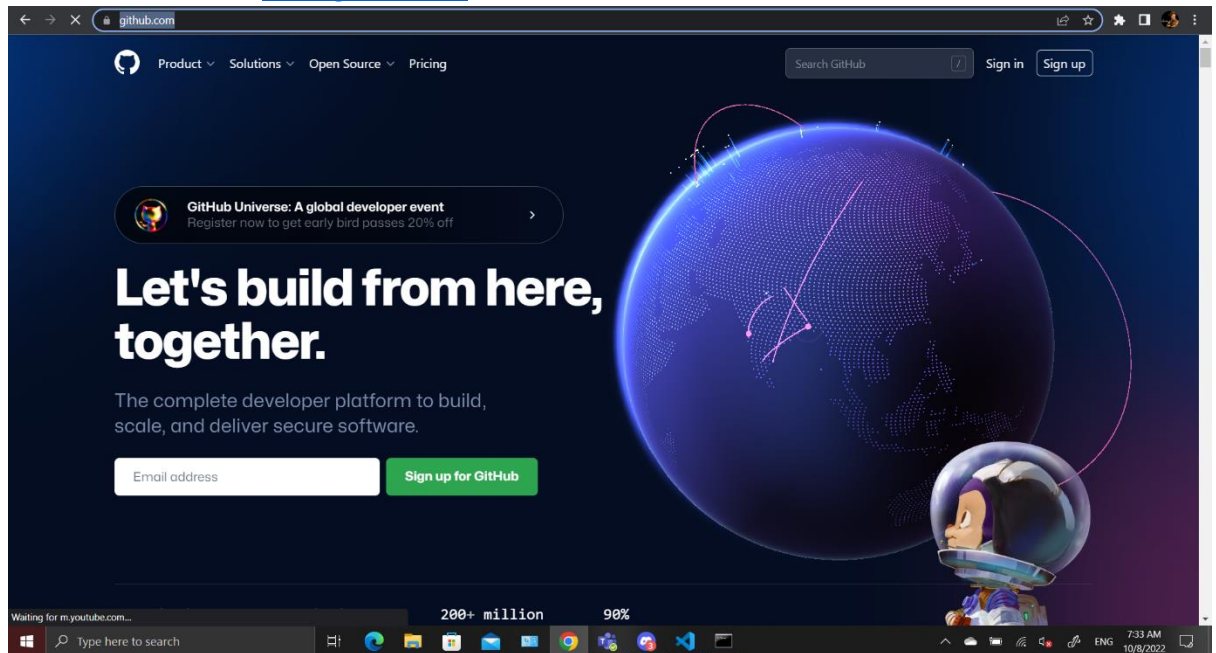 github.com
Product Solutions Open Source Pricing
Search GitHub / Sign in Sign up
GitHub Universe: A global developer event
Register now to get early bird passes 20% off
Let's build from here,
together.
The complete developer platform to build,
scale, and deliver secure software.
Email address Sign up for GitHub
200+ million 90%
Waiting for m.youtube.com...
Type here to search
ENG 7:33 AM
10/8/2022